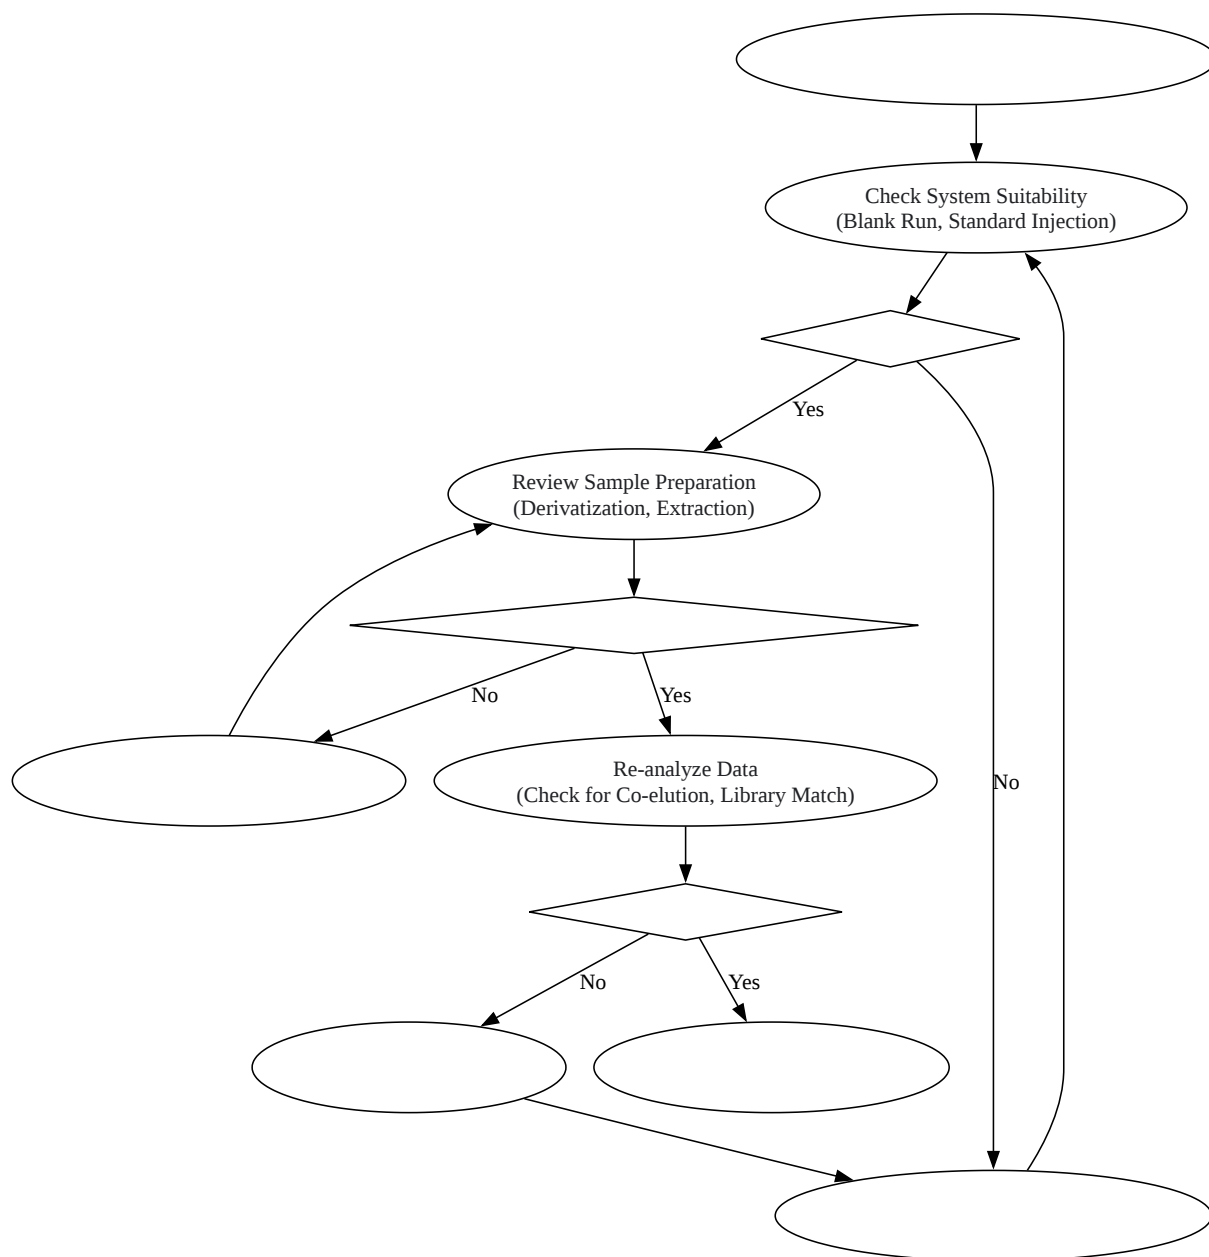 Check System Suitability
(Blank Run, Standard Injection)
Yes
Review Sample Preparation
(Derivatization, Extraction)
No
Yes
Re-analyze Data
(Check for Co-elution, Library Match)
No
No
Yes